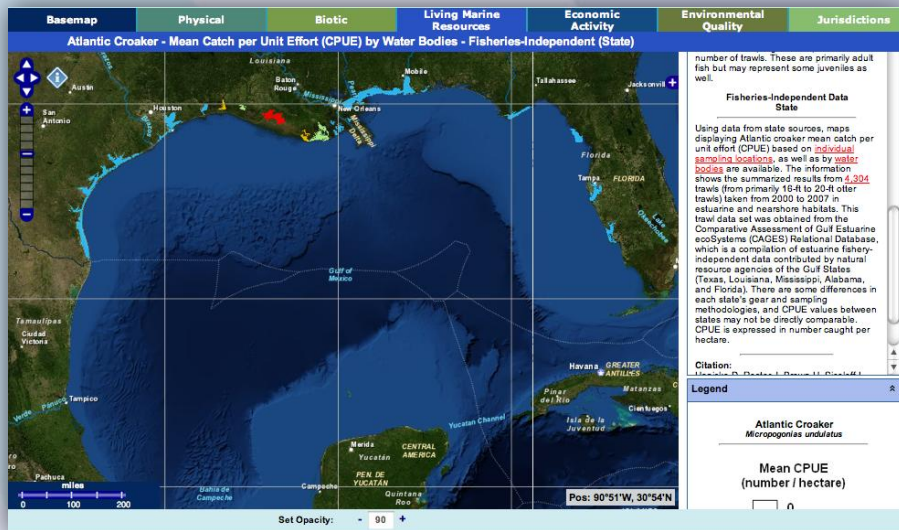 Basemap
Physical
Biotic
Living Marine
Resources
Economic
Activity
Environmental
Quality
Jurisdictions
Atlantic Croaker - Mean Catch per Unit Effort (CPUE) by Water Bodies - Fisheries-Independent (State)
Louisiana
Mobile
Austin
Baton
Rouge
Tallahassee
Jacksonvill
Houston
Mississippi
New Orleans
San
Antonio
Mississippi
Delta
Florida
Tampa
FLORIDA
Lake
Okeechobee
Gulf of
Mexico
Tamaulipas
Ciudad
Victoria
Havana
GREATER
ANTILLES
Pinar
del Rio
Matanzas
Cienfuegos
Isla de la
Juventud
Tampico
Yucatan Channel
Merida
Yucatán
CENTRAL
AMERICA
PEN. DE
YUCATÁN
Pachuca
Bahia de
Campeche
Campeche
Quintana
Roo
miles
0 100 200
Pos: 90°51'W, 30°54'N
Set Opacity: - 90 +
number of trawls. These are primarily adult
fish but may represent some juveniles as
well.
Fisheries-Independent Data
State
Using data from state sources, maps
displaying Atlantic croaker mean catch per
unit effort (CPUE) based on individual
sampling locations, as well as by water
bodies are available. The information
shows the summarized results from 4,304
trawls (from primarily 16-ft to 20-ft otter
trawls) taken from 2000 to 2007 in
estuarine and nearshore habitats. This
trawl data set was obtained from the
Comparative Assessment of Gulf Estuarine
ecoSystems (CAGES) Relational Database,
which is a compilation of estuarine fishery-
independent data contributed by natural
resource agencies of the Gulf States
(Texas, Louisiana, Mississippi, Alabama,
and Florida). There are some differences in
each state's gear and sampling
methodologies, and CPUE values between
states may not be directly comparable.
CPUE is expressed in number caught per
hectare.
Citation:
Legend
Atlantic Croaker
Micropogonias undulatus
Mean CPUE
(number / hectare)
0